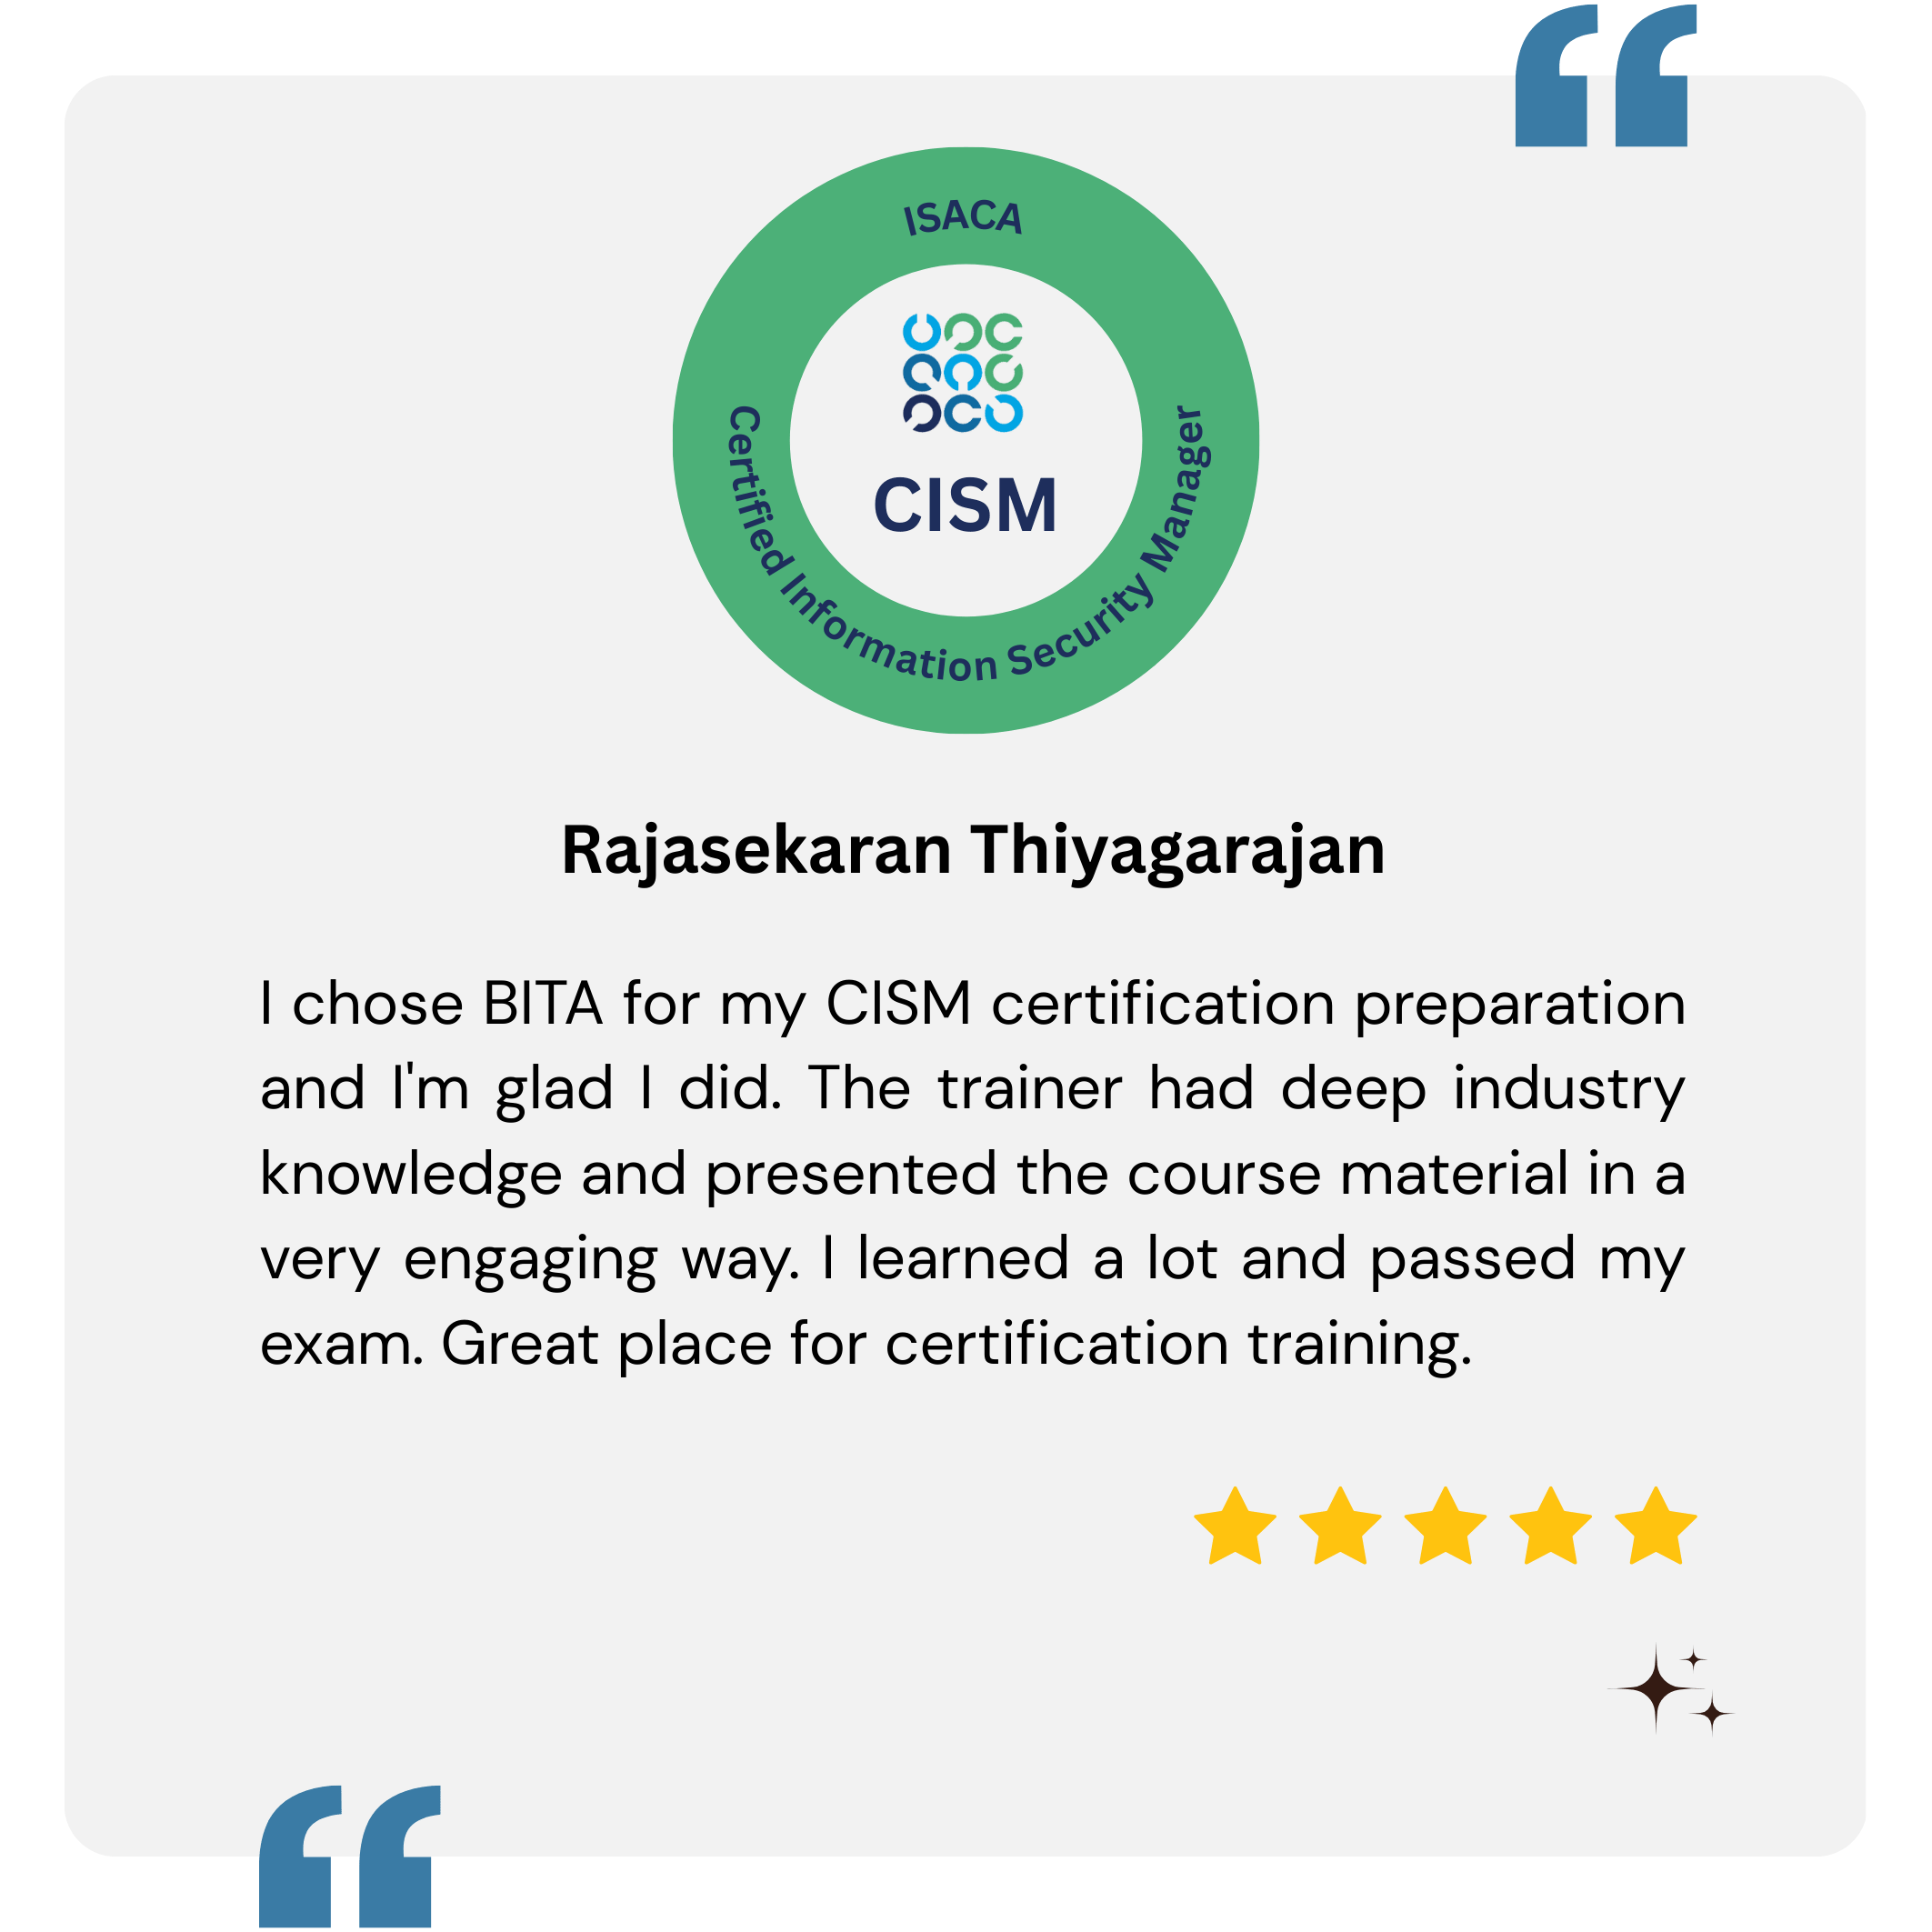 ISACA
CISM
Certified Information Security Manager
Rajasekaran Thiyagarajan
I chose BITA for my CISM certification preparation
and I'm glad I did. The trainer had deep industry
knowledge and presented the course material in a
very engaging way. I learned a lot and passed my
exam. Great place for certification training.